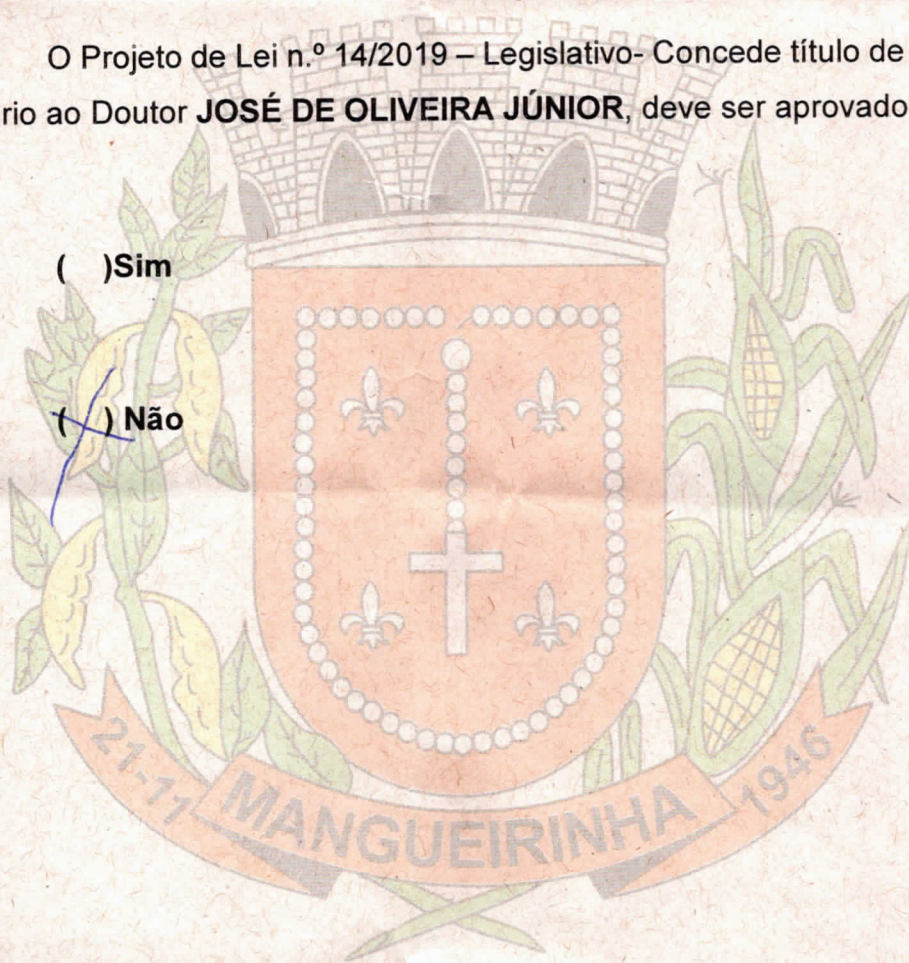 O Projeto de Lei n.º 14/2019 – Legislativo- Concede título de
rio ao Doutor JOSÉ DE OLIVEIRA JÚNIOR, deve ser aprovado
( )Sim
(X) Não
21-11 MANGUEIRINHA 1946